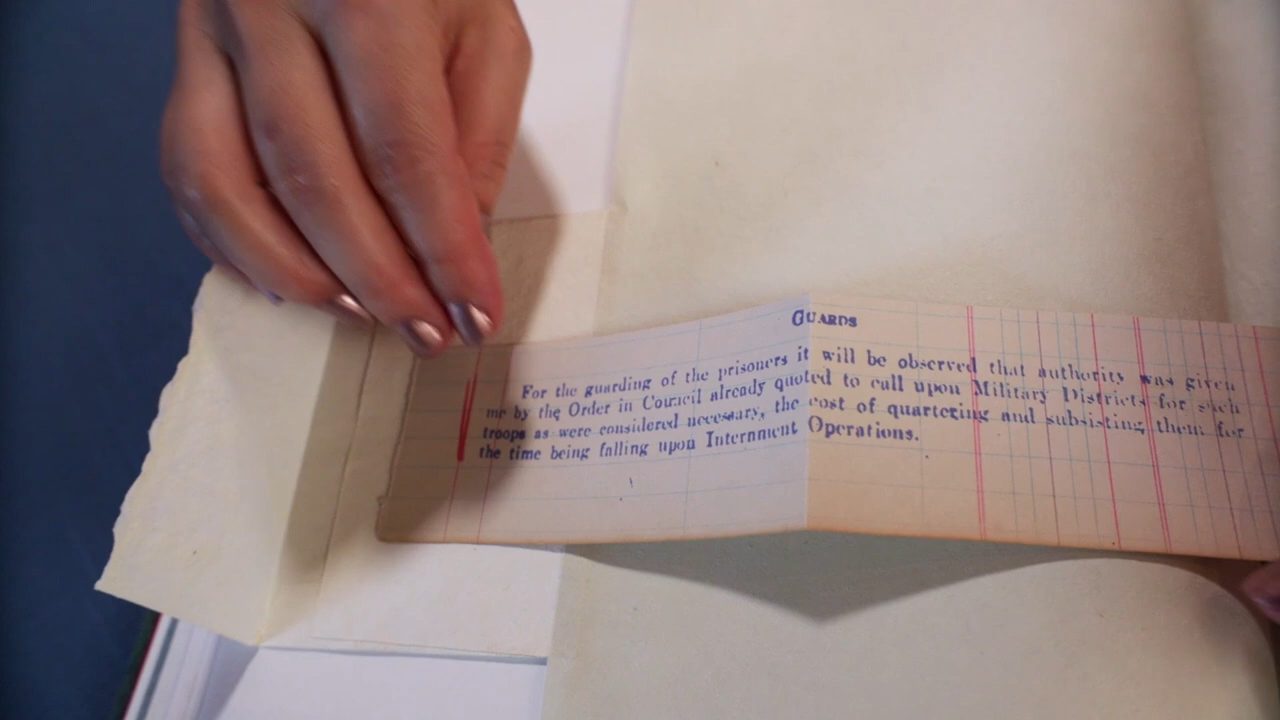 GUARDS
For the guarding of the prisoners it will be observed that authority was given
me by the Order in Council already quoted to call upon Military Districts for such
troops as were considered necessary, the cost of quartering and subsisting them for
the time being falling upon Internment Operations.